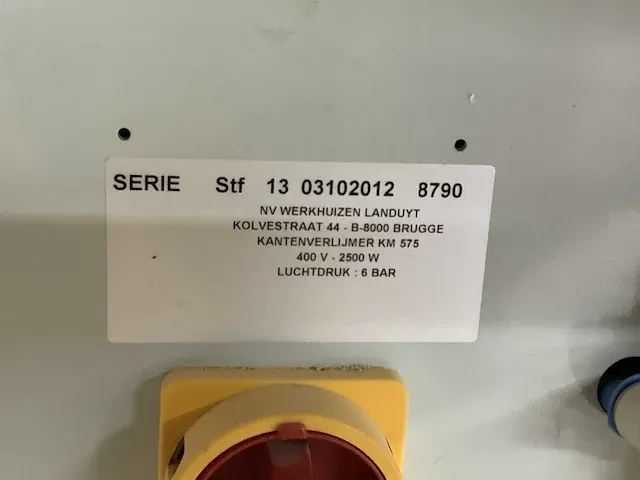 SERIE Stf 13 03102012 8790
NV WERKHUIZEN LANDUYT
KOLVESTRAAT 44 - B-8000 BRUGGE
KANTENVERLIJMER KM 575
400 V - 2500 W
LUCHTDRUK : 6 BAR